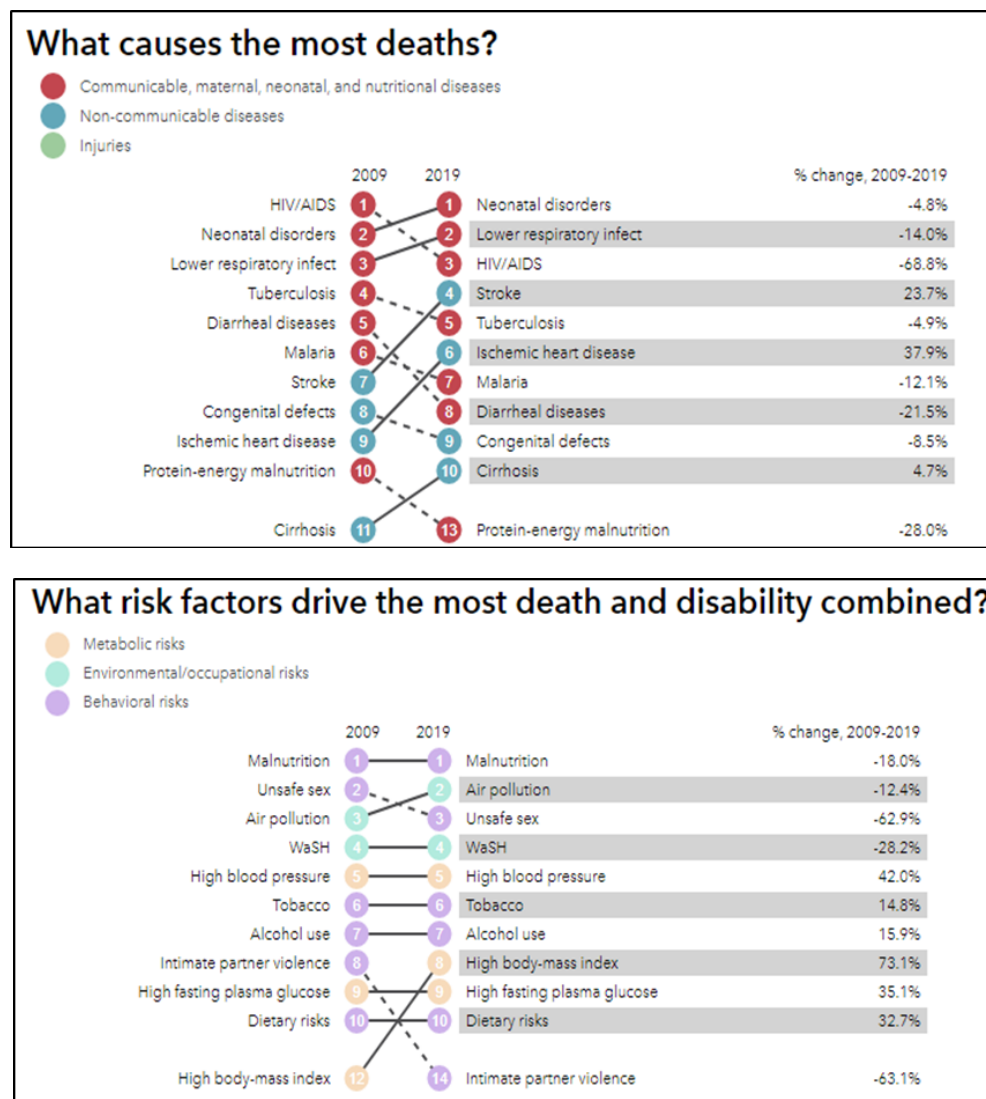 What causes the most deaths?
Communicable, maternal, neonatal, and nutritional diseases
Non-communicable diseases
Injuries
2009 2019 % change, 2009-2019
HIV/AIDS 1 1 Neonatal disorders -4.8%
Neonatal disorders 2 2 Lower respiratory infect -14.0%
Lower respiratory infect 3 3 HIV/AIDS -68.8%
Tuberculosis 4 4 Stroke 23.7%
Diarrheal diseases 5 5 Tuberculosis -4.9%
Malaria 6 6 Ischemic heart disease 37.9%
Stroke 7 7 Malaria -12.1%
Congenital defects 8 8 Diarrheal diseases -21.5%
Ischemic heart disease 9 9 Congenital defects -8.5%
Protein-energy malnutrition 10 10 Cirrhosis 4.7%
Cirrhosis 11 13 Protein-energy malnutrition -28.0%
What risk factors drive the most death and disability combined?
Metabolic risks
Environmental/occupational risks
Behavioral risks
2009 2019 % change, 2009-2019
Malnutrition 1 1 Malnutrition -18.0%
Unsafe sex 2 2 Air pollution -12.4%
Air pollution 3 3 Unsafe sex -62.9%
WaSH 4 4 WaSH -28.2%
High blood pressure 5 5 High blood pressure 42.0%
Tobacco 6 6 Tobacco 14.8%
Alcohol use 7 7 Alcohol use 15.9%
Intimate partner violence 8 8 High body-mass index 73.1%
High fasting plasma glucose 9 9 High fasting plasma glucose 35.1%
Dietary risks 10 10 Dietary risks 32.7%
High body-mass index 12 14 Intimate partner violence -63.1%